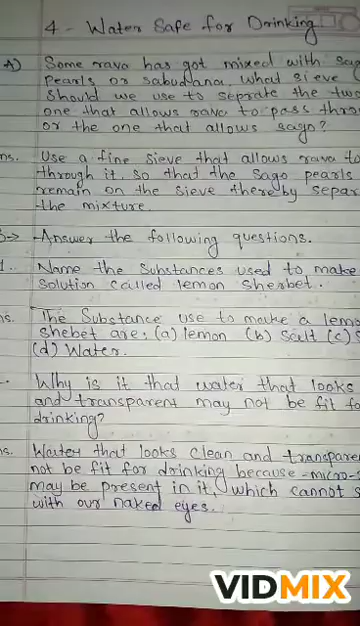 4 - Water Safe for Drinking
A) Some rava has got mixed with sag
pearls or sabudana. What sieve
should we use to seprate the two
one that allows rava to pass thro
or the one that allows sago?
ns. Use a fine sieve that allows rava to
through it, so that the sago pearls
remain on the sieve thereby separ
the mixture.
Answer the following questions.
1. Name the substances used to make
solution called lemon sherbet.
ns. The substance use to make a lemo
shebet are: (a) lemon (b) salt (c) s
(d) Water.
Why is it that water that looks
and transparent may not be fit fo
drinking?
ns. Water that looks clean and transpare
not be fit for drinking because micro-
may be present in it, which cannot s
with our naked eyes.
VIDMIX